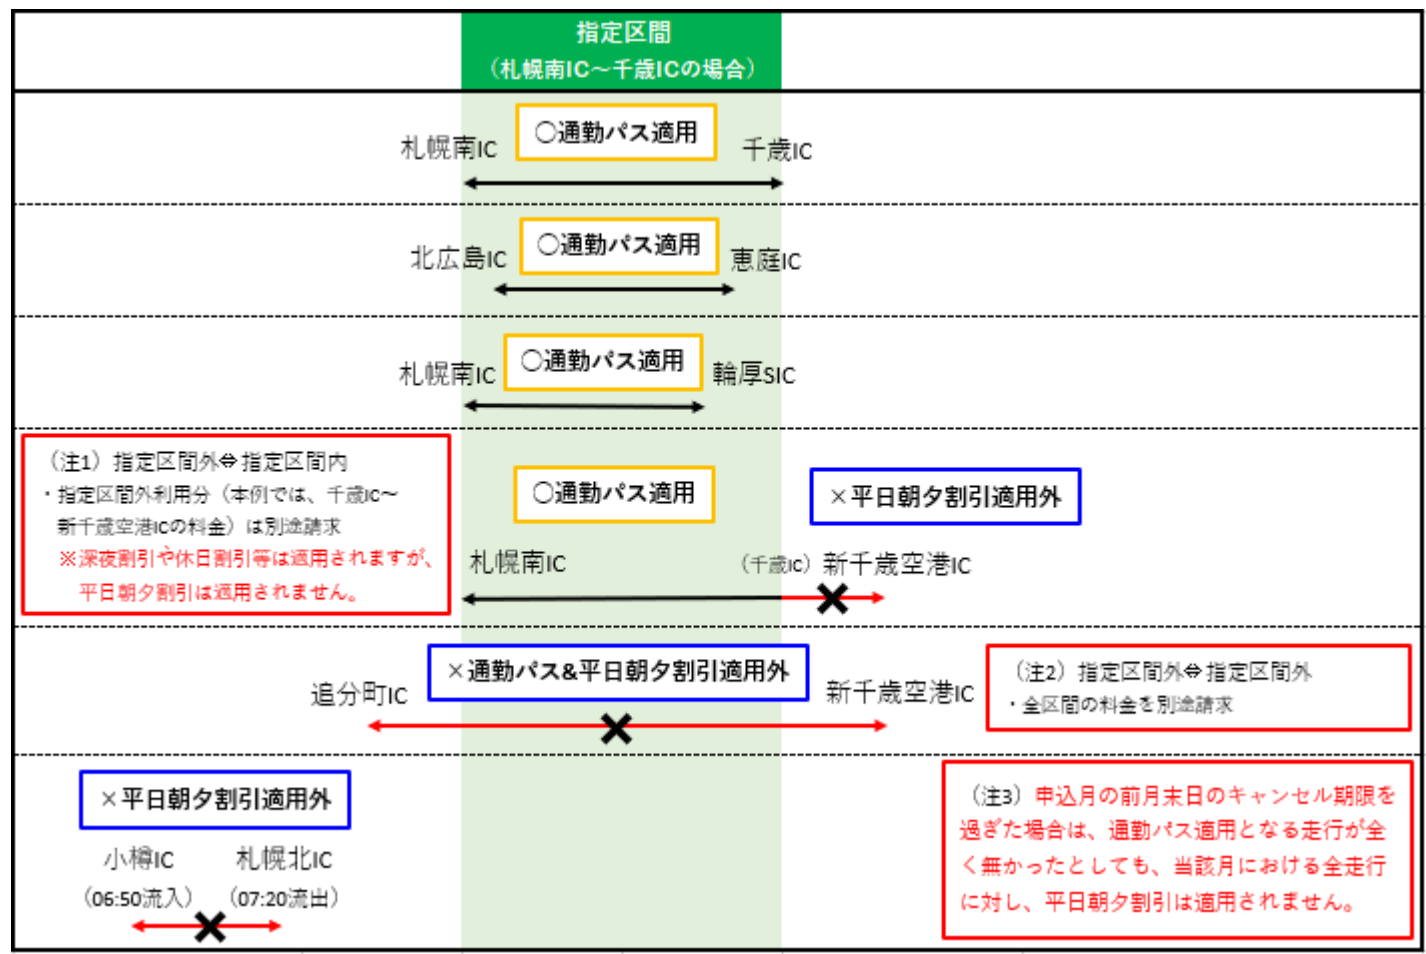 指定区間
（札幌南IC～千歳ICの場合）
○通勤パス適用
札幌南IC
千歳IC
○通勤パス適用
北広島IC
恵庭IC
○通勤パス適用
札幌南IC
輪厚SIC
（注1）指定区間外⇔指定区間内
・指定区間外利用分（本例では、千歳IC～
新千歳空港ICの料金）は別途請求
※深夜割引や休日割引等は適用されますが、
平日朝夕割引は適用されません。
○通勤パス適用
×平日朝夕割引適用外
札幌南IC
（千歳IC）
新千歳空港IC
×通勤パス&平日朝夕割引適用外
追分町IC
新千歳空港IC
（注2）指定区間外⇔指定区間外
・全区間の料金を別途請求
×平日朝夕割引適用外
小樽IC
札幌北IC
（06:50流入）
（07:20流出）
（注3）申込月の前月末日のキャンセル期限を
過ぎた場合は、通勤パス適用となる走行が全
く無かったとしても、当該月における全走行
に対し、平日朝夕割引は適用されません。